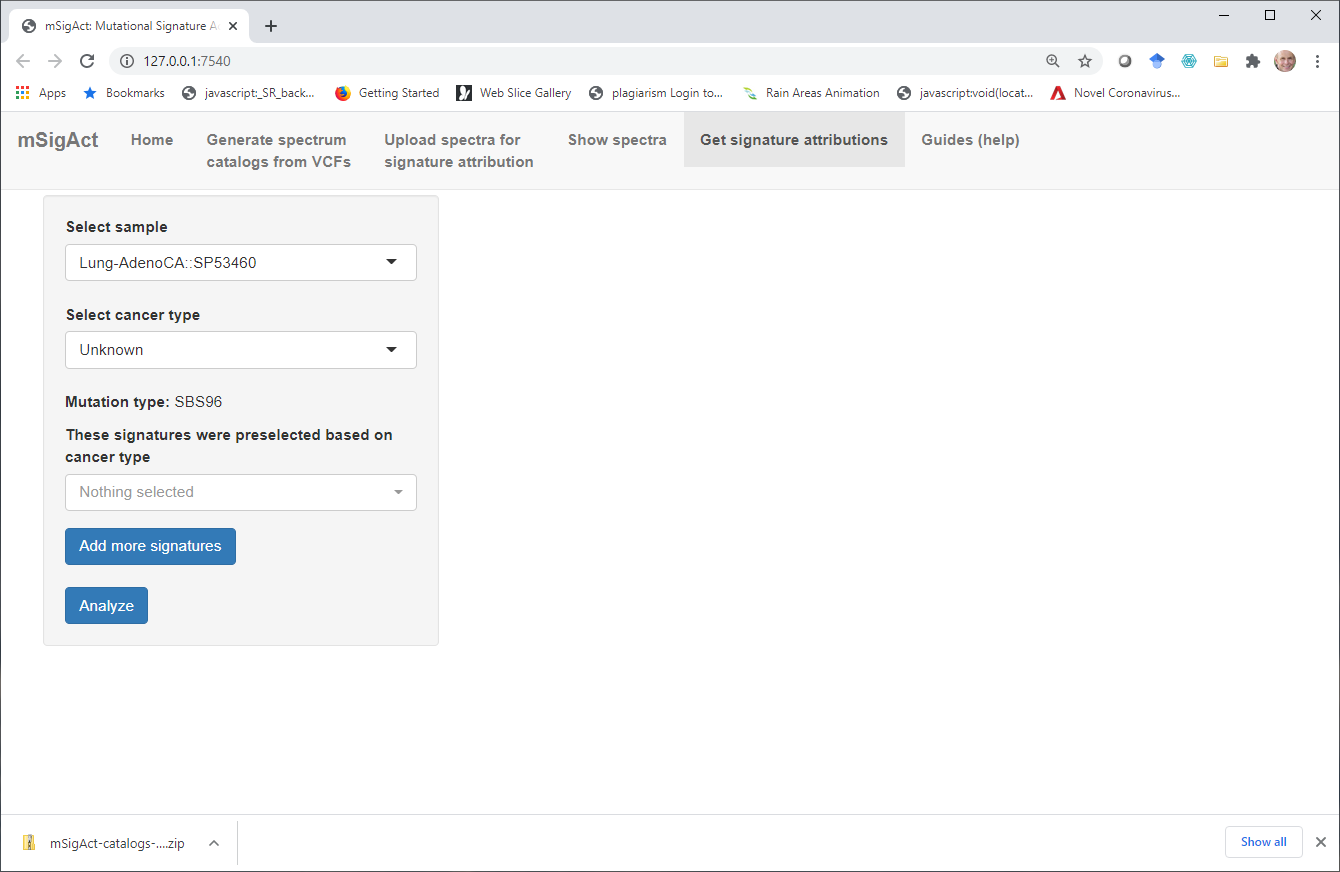 mSigAct: Mutational Signature A
127.0.0.1:7540
Apps Bookmarks javascript:_SR_back... Getting Started Web Slice Gallery plagiarism Login to... Rain Areas Animation javascript:void(locat... Novel Coronavirus...
mSigAct Home Generate spectrum catalogs from VCFs Upload spectra for signature attribution Show spectra Get signature attributions Guides (help)
Select sample
Lung-AdenoCA::SP53460
Select cancer type
Unknown
Mutation type: SBS96
These signatures were preselected based on
cancer type
Nothing selected
Add more signatures
Analyze
mSigAct-catalogs-....zip Show all